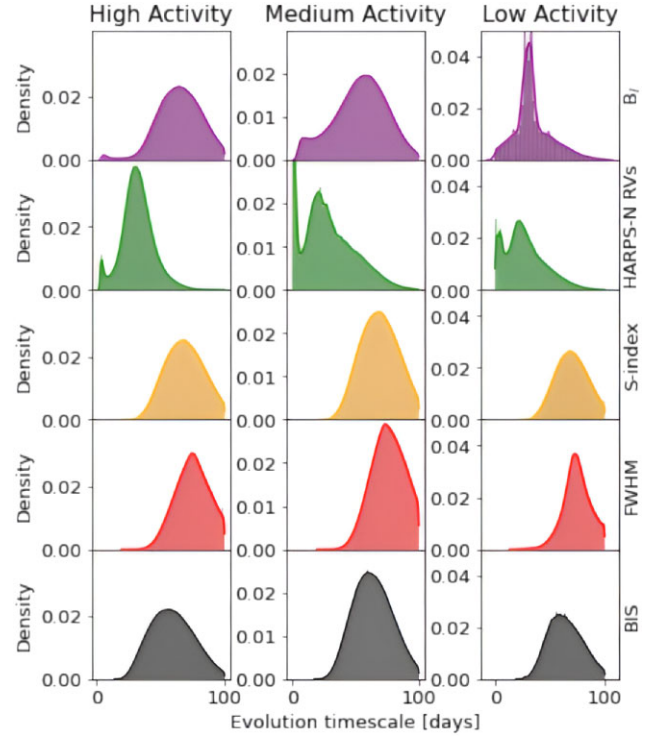 High Activity Medium Activity Low Activity
Density 0.02 0.00 0.02 0.00 0.04 0.02 0.00 B_l
Density 0.02 0.00 0.02 0.01 0.00 0.04 0.02 0.00 HARPS-N RVs
Density 0.02 0.00 0.02 0.01 0.00 0.04 0.02 0.00 S-index
Density 0.02 0.00 0.02 0.01 0.00 0.04 0.02 0.00 FWHM
Density 0.02 0.00 0.02 0.01 0.00 0.04 0.02 0.00 BIS
0 100 0 100 0 100
Evolution timescale [days]